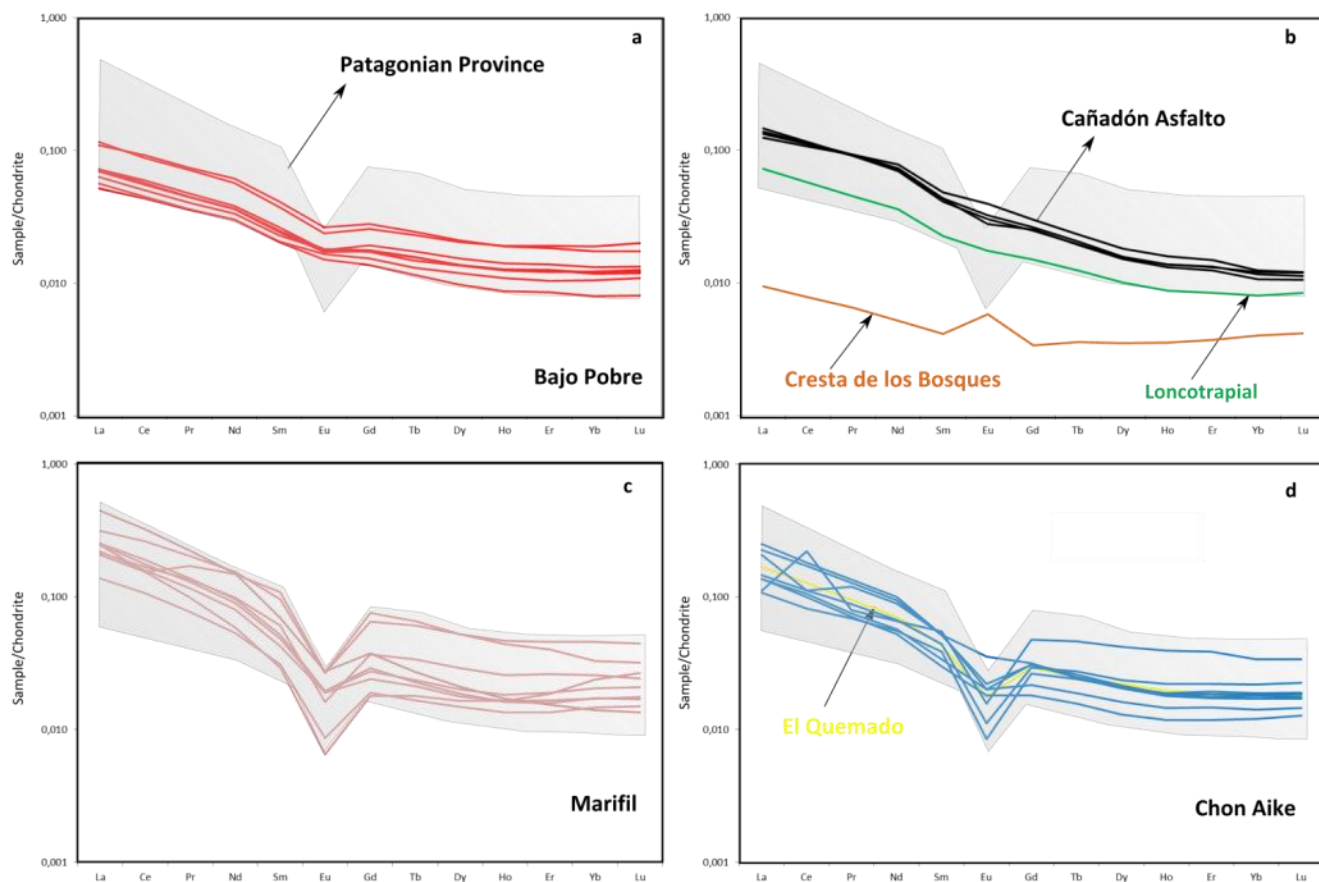 a
1,000
Patagonian Province
0,100
Sample/Chondrite
0,010
Bajo Pobre
0,001
La Ce Pr Nd Sm Eu Gd Tb Dy Ho Er Yb Lu
b
1,000
Cañadón Asfalto
0,100
Sample/Chondrite
0,010
Cresta de los Bosques
Loncotrapial
0,001
La Ce Pr Nd Sm Eu Gd Tb Dy Ho Er Yb Lu
c
1,000
0,100
Sample/Chondrite
0,010
Marifil
0,001
La Ce Pr Nd Sm Eu Gd Tb Dy Ho Er Yb Lu
d
1,000
0,100
Sample/Chondrite
El Quemado
0,010
Chon Aike
0,001
La Ce Pr Nd Sm Eu Gd Tb Dy Ho Er Yb Lu